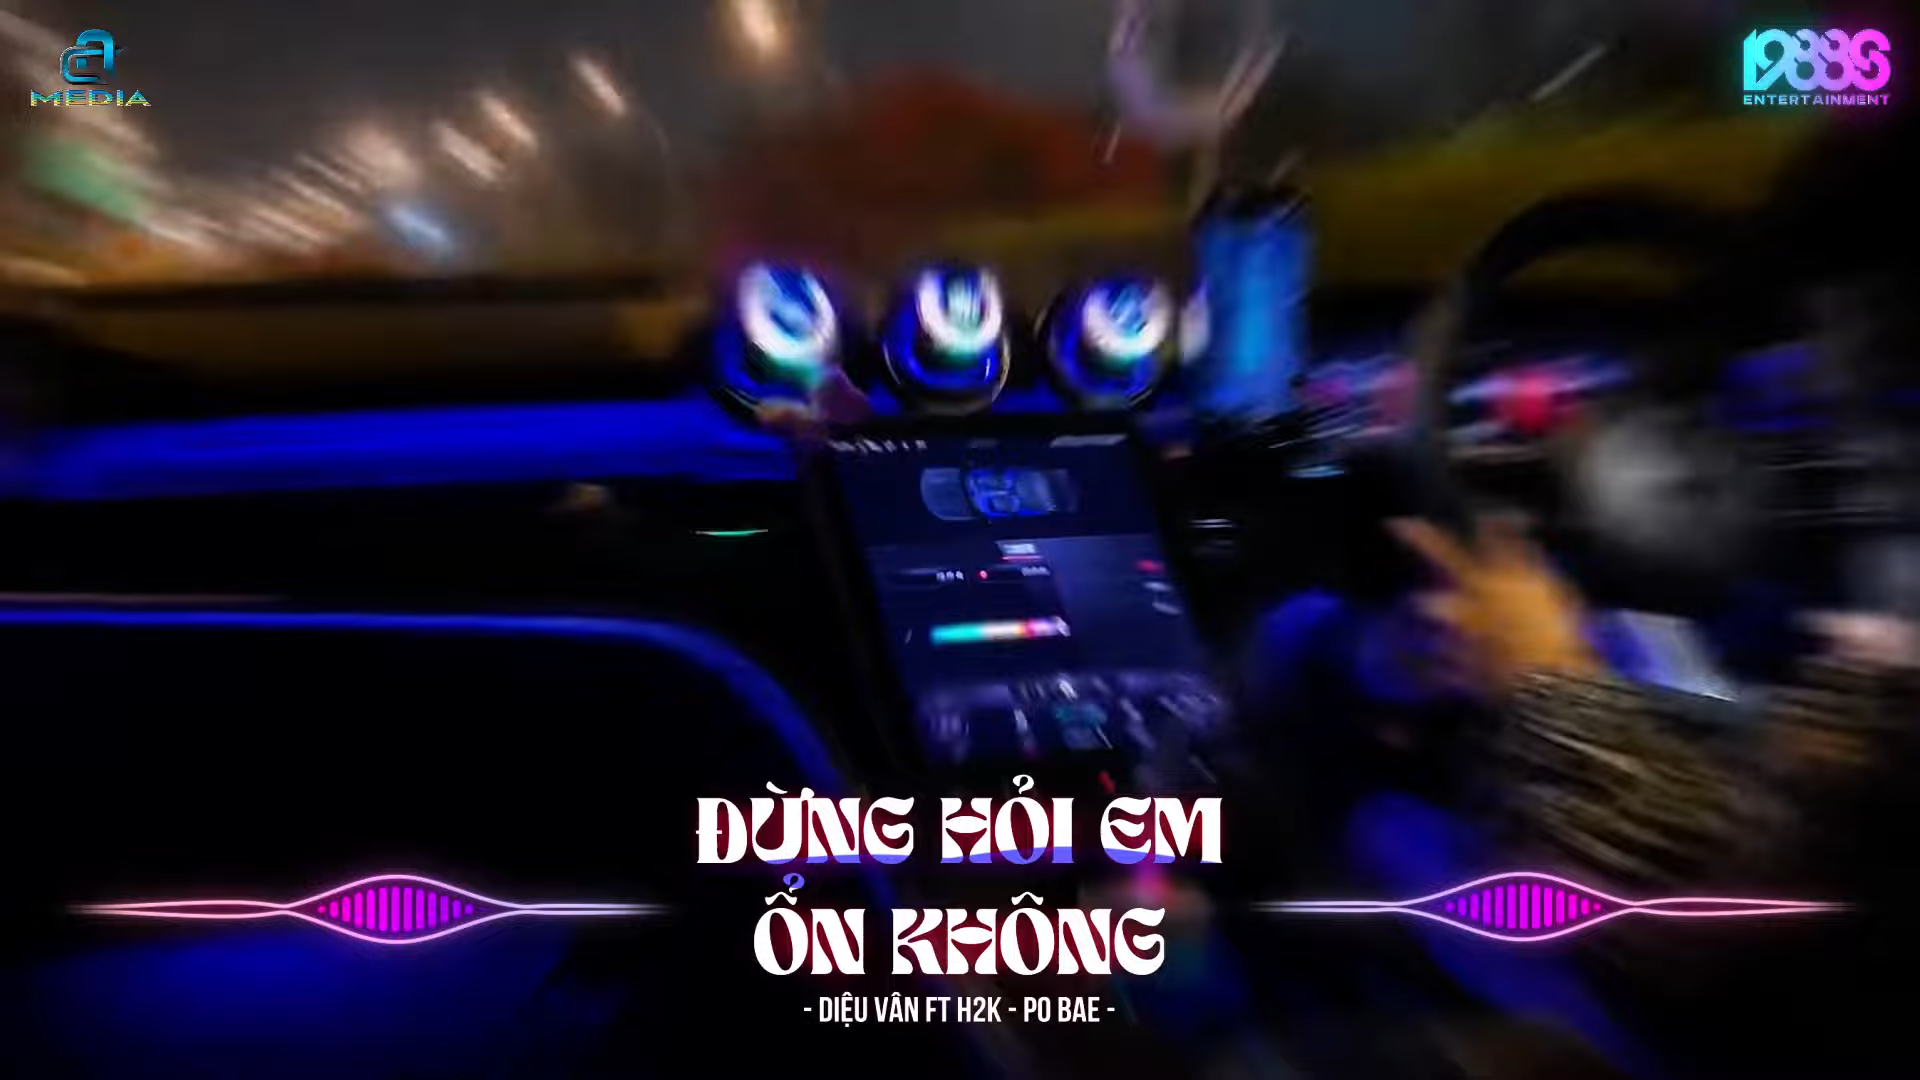 MEDIA
1988S
ENTERTAINMENT
ĐỪNG HỎI EM
ỔN KHÔNG
- DIỆU VÂN FT H2K - PO BAE -